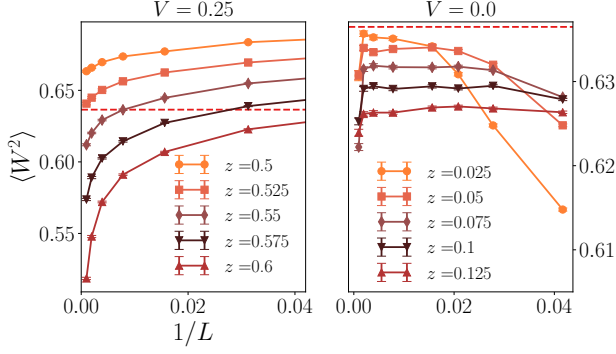 V = 0.25
V = 0.0
⟨W²⟩
0.65
0.60
0.55
z =0.5
z =0.525
z =0.55
z =0.575
z =0.6
0.00
0.02
0.04
1/L
z =0.025
z =0.05
z =0.075
z =0.1
z =0.125
0.63
0.62
0.61
0.00
0.02
0.04
1/L